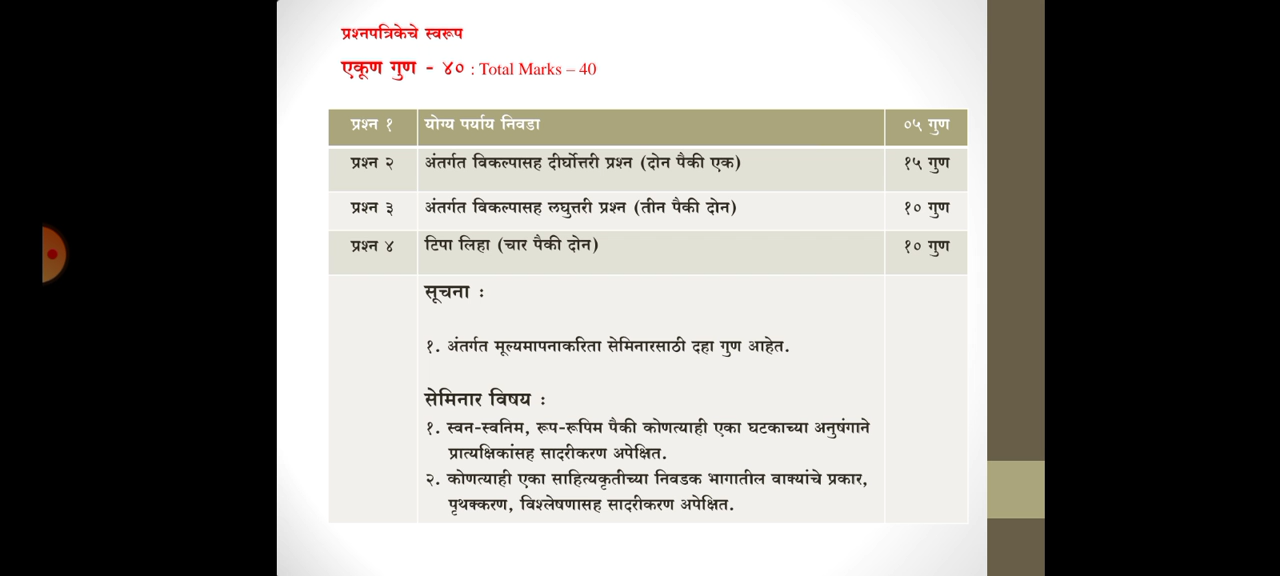 प्रश्नपत्रिकेचे स्वरूप
एकूण गुण - ४० : Total Marks – 40
प्रश्न १ योग्य पर्याय निवडा ०५ गुण
प्रश्न २ अंतर्गत विकल्पासह दीर्घोत्तरी प्रश्न (दोन पैकी एक) १५ गुण
प्रश्न ३ अंतर्गत विकल्पासह लघुत्तरी प्रश्न (तीन पैकी दोन) १० गुण
प्रश्न ४ टिपा लिहा (चार पैकी दोन) १० गुण
सूचना :
१. अंतर्गत मूल्यमापनाकरिता सेमिनारसाठी दहा गुण आहेत.
सेमिनार विषय :
१. स्वन-स्वनिम, रूप-रूपिम पैकी कोणत्याही एका घटकाच्या अनुषंगाने
प्रात्यक्षिकांसह सादरीकरण अपेक्षित.
२. कोणत्याही एका साहित्यकृतीच्या निवडक भागातील वाक्यांचे प्रकार,
पृथक्करण, विश्लेषणासह सादरीकरण अपेक्षित.